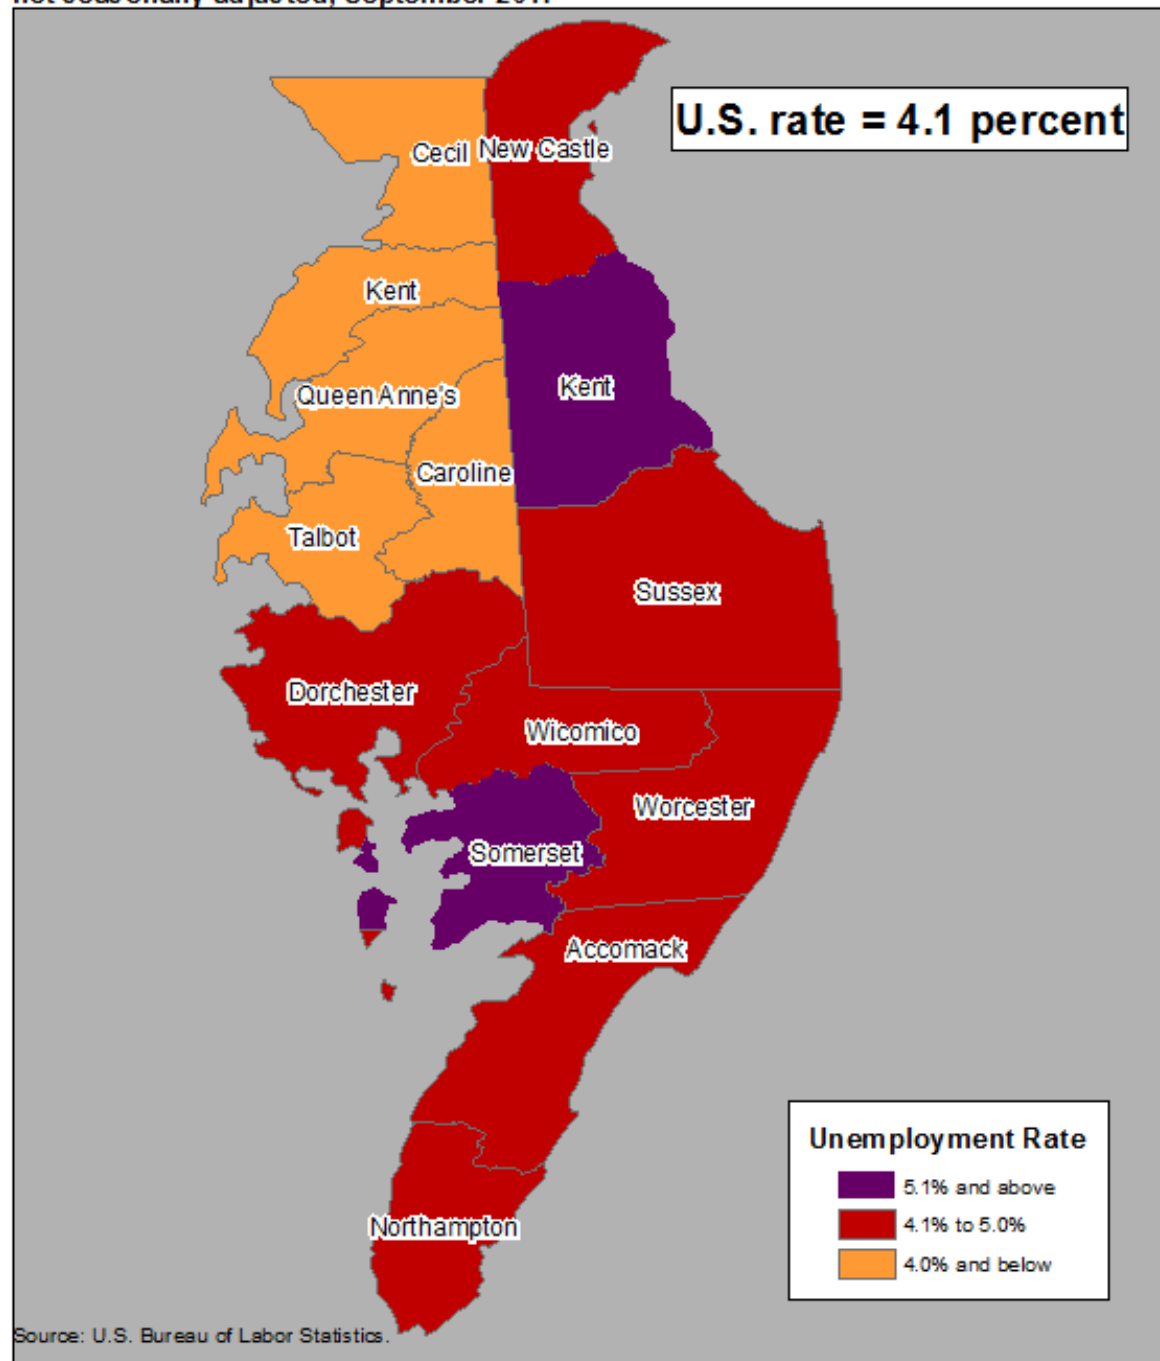 U.S. rate = 4.1 percent
Cecil
New Castle
Kent
Kent
Queen Anne's
Caroline
Talbot
Sussex
Dorchester
Wicomico
Worcester
Somerset
Accomack
Northampton
Unemployment Rate
5.1% and above
4.1% to 5.0%
4.0% and below
Source: U.S. Bureau of Labor Statistics.